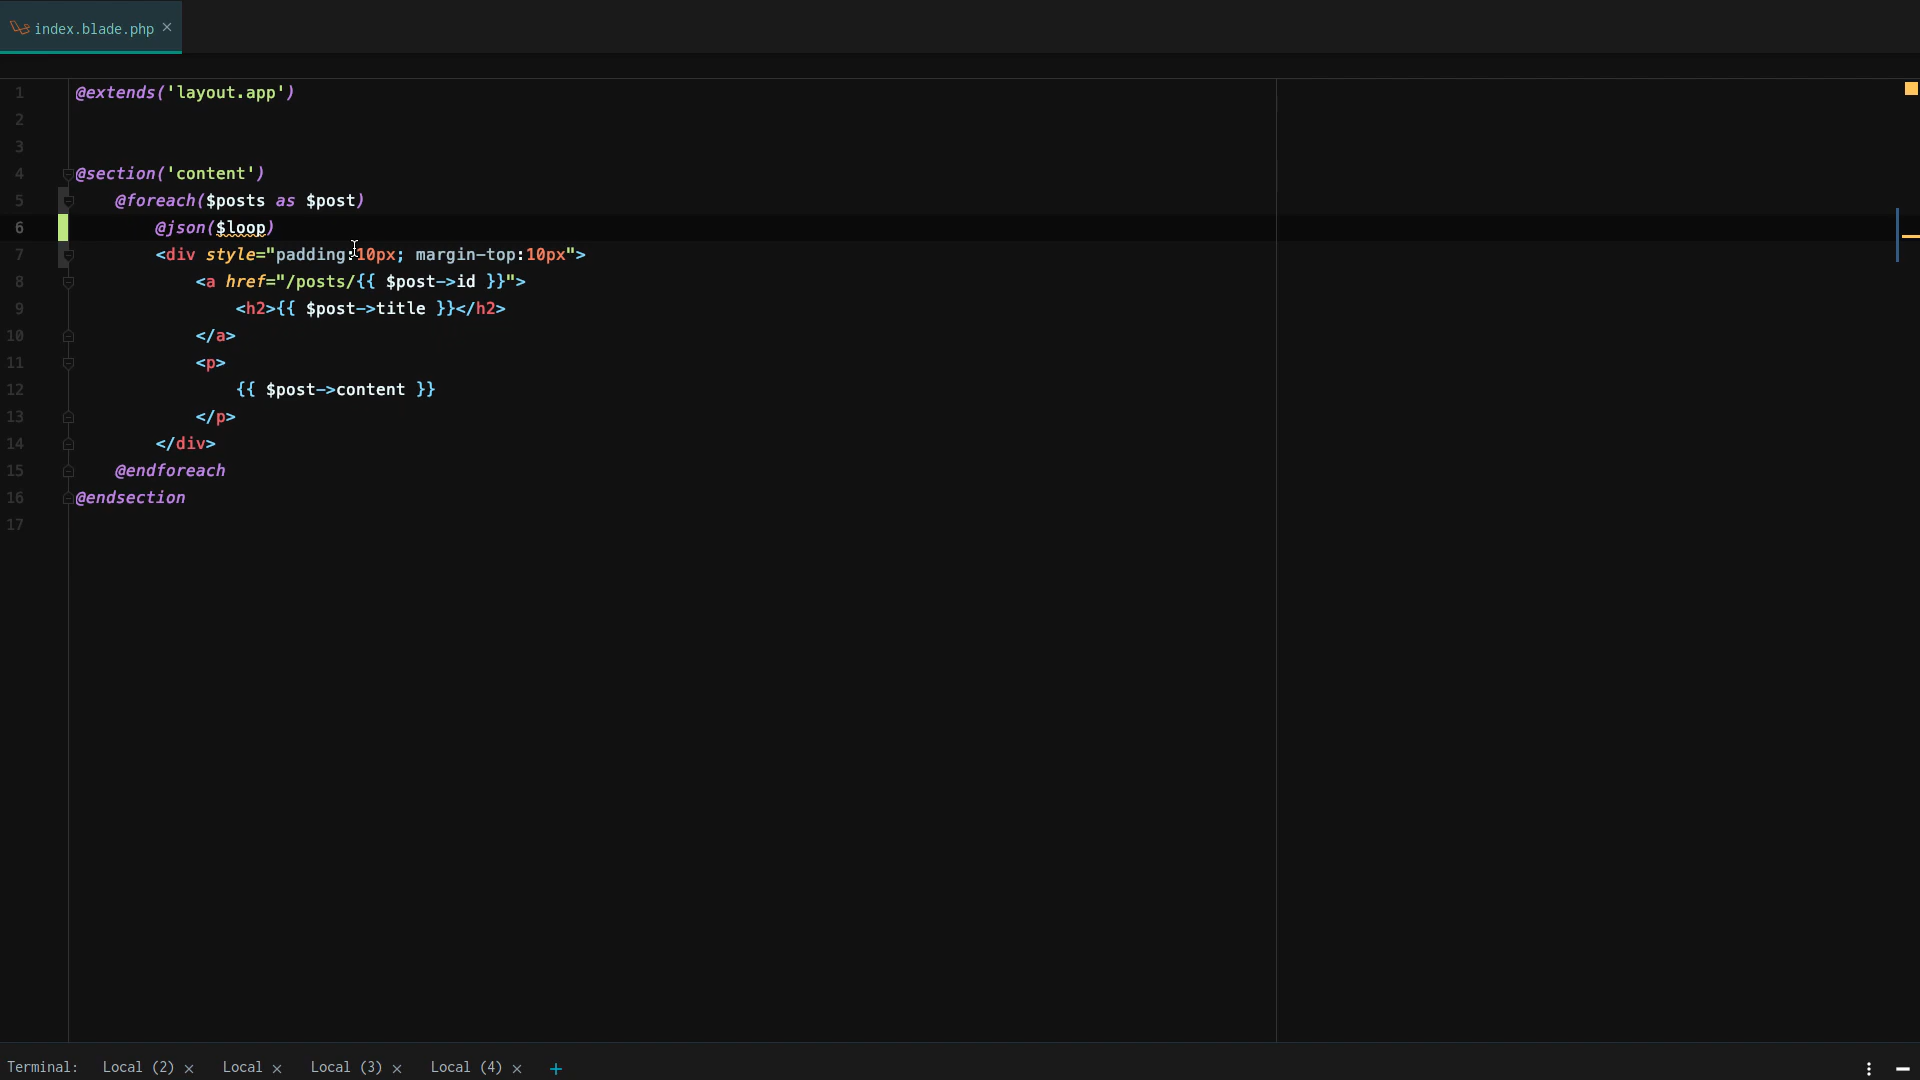 index.blade.php
1 @extends('layout.app')
2
3
4 @section('content')
5 @foreach($posts as $post)
6 @json($loop)
7 <div style="padding:10px; margin-top:10px">
8 <a href="/posts/{{ $post->id }}">
9 <h2>{{ $post->title }}</h2>
10 </a>
11 <p>
12 {{ $post->content }}
13 </p>
14 </div>
15 @endforeach
16 @endsection
17
Terminal: Local (2) Local Local (3) Local (4) +